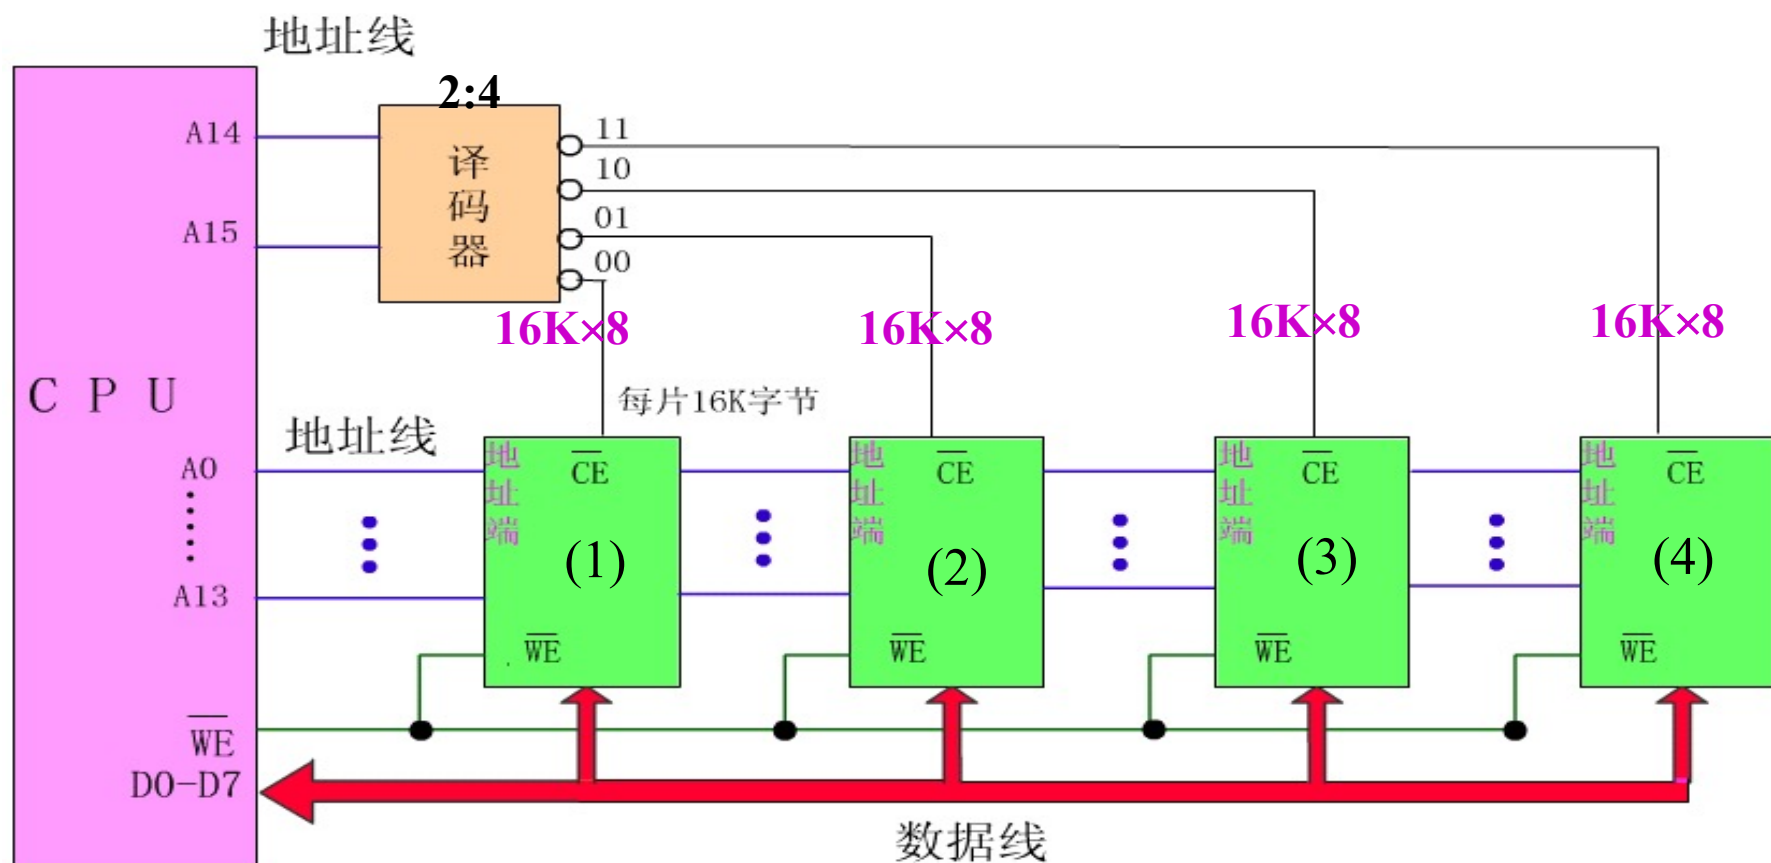 地址线
2:4
A14
译码器
11
10
A15
01
00
16K×8
16K×8
16K×8
16K×8
CPU
每片16K字节
地址线
A0
地址端
CE
地址端
CE
地址端
CE
地址端
CE
(1)
(2)
(3)
(4)
A13
WE
WE
WE
WE
WE
D0-D7
数据线